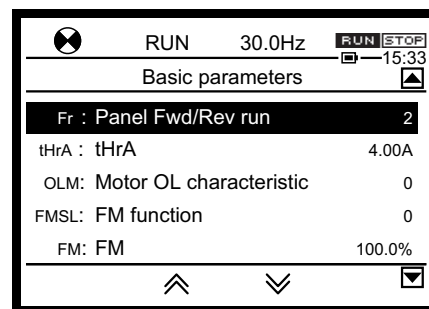 RUN 30.0Hz RUN STOP
15:33
Basic parameters
Fr : Panel Fwd/Rev run 2
tHrA : tHrA 4.00A
OLM: Motor OL characteristic 0
FMSL: FM function 0
FM: FM 100.0%